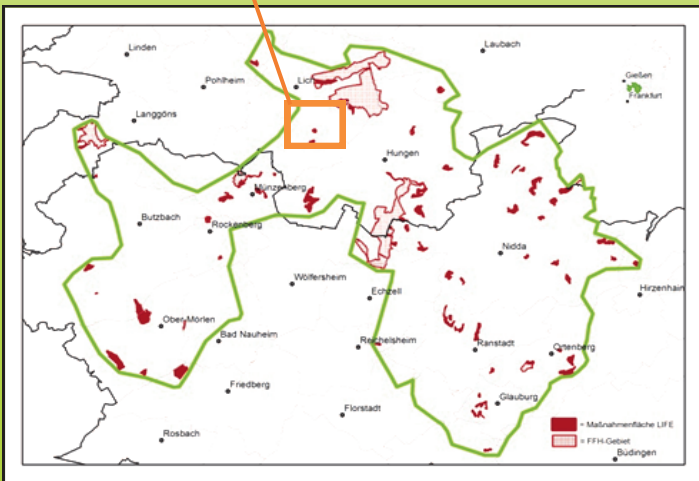 Linden
Laubach
Pohlheim
Lich
Gießen
Frankfurt
Langgöns
Hungen
Münzenberg
Butzbach
Rockenberg
Nidda
Wölfersheim
Echzell
Hirzenhain
Ober-Mörlen
Bad Nauheim
Reichelsheim
Ranstadt
Ortenberg
Friedberg
Glauburg
Florstadt
Rosbach
= Maßnahmenfläche LIFE
= FFH-Gebiet
Büdingen